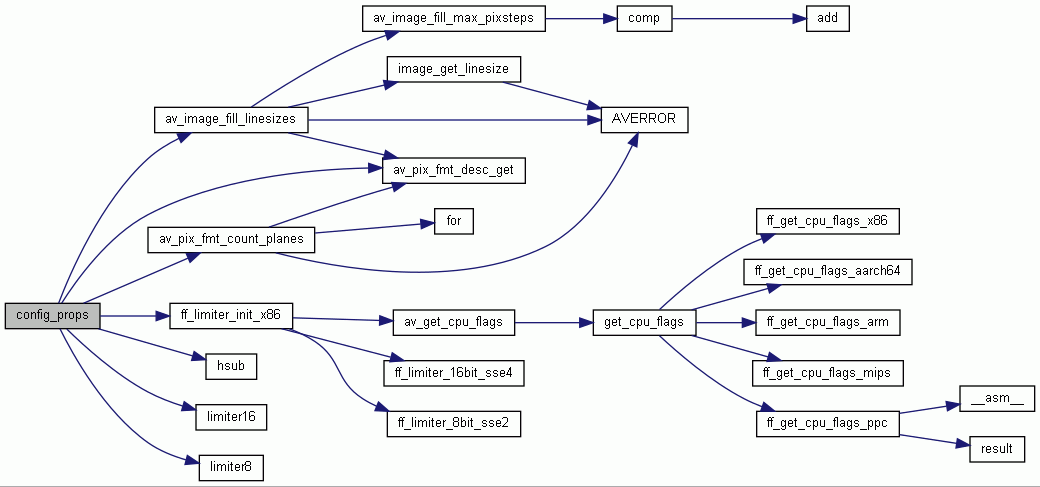 av_image_fill_max_pixsteps
comp
add
image_get_linesize
av_image_fill_linesizes
AVERROR
av_pix_fmt_desc_get
for
av_pix_fmt_count_planes
ff_get_cpu_flags_x86
ff_get_cpu_flags_aarch64
config_props
ff_limiter_init_x86
av_get_cpu_flags
get_cpu_flags
ff_get_cpu_flags_arm
hsub
ff_limiter_16bit_sse4
ff_get_cpu_flags_mips
limiter16
ff_limiter_8bit_sse2
ff_get_cpu_flags_ppc
__asm__
result
limiter8